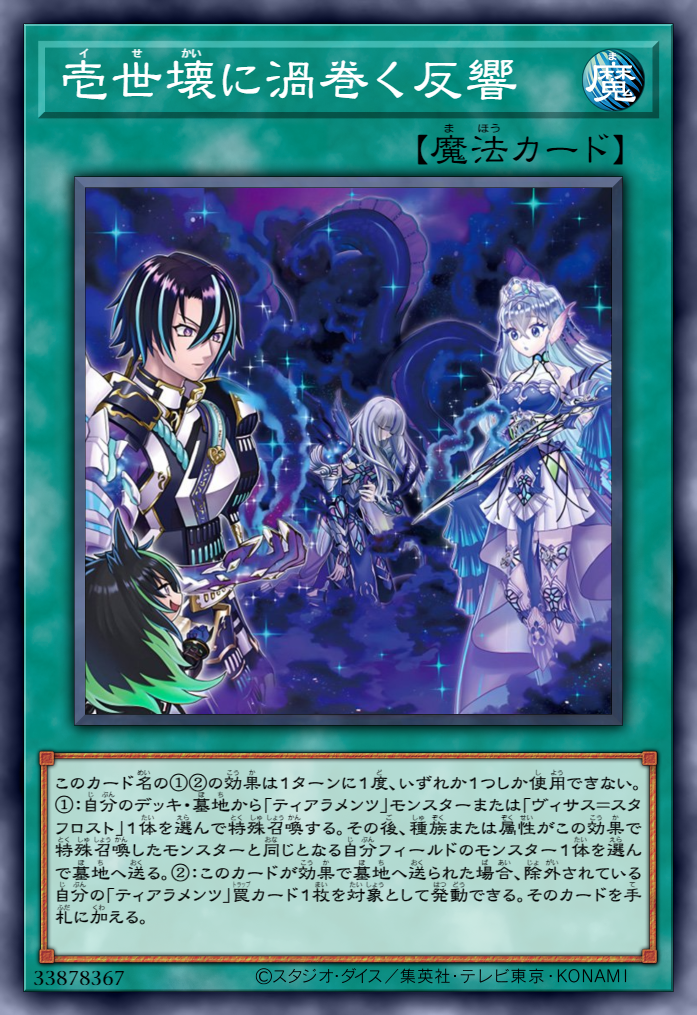 壱世壊に渦巻く反響
魔
【魔法カード】
このカード名の①②の効果は1ターンに1度、いずれか1つしか使用できない。
①:自分のデッキ・墓地から「ティアラメンツ」モンスターまたは「ヴィサス=スタ
フロスト」1体を選んで特殊召喚する。その後、種族または属性がこの効果で
特殊召喚したモンスターと同じとなる自分フィールドのモンスター1体を選ん
で墓地へ送る。②:このカードが効果で墓地へ送られた場合、除外されている
自分の「ティアラメンツ」罠カード1枚を対象として発動できる。そのカードを手
札に加える。
33878367
©スタジオ・ダイス/集英社・テレビ東京・KONAMI